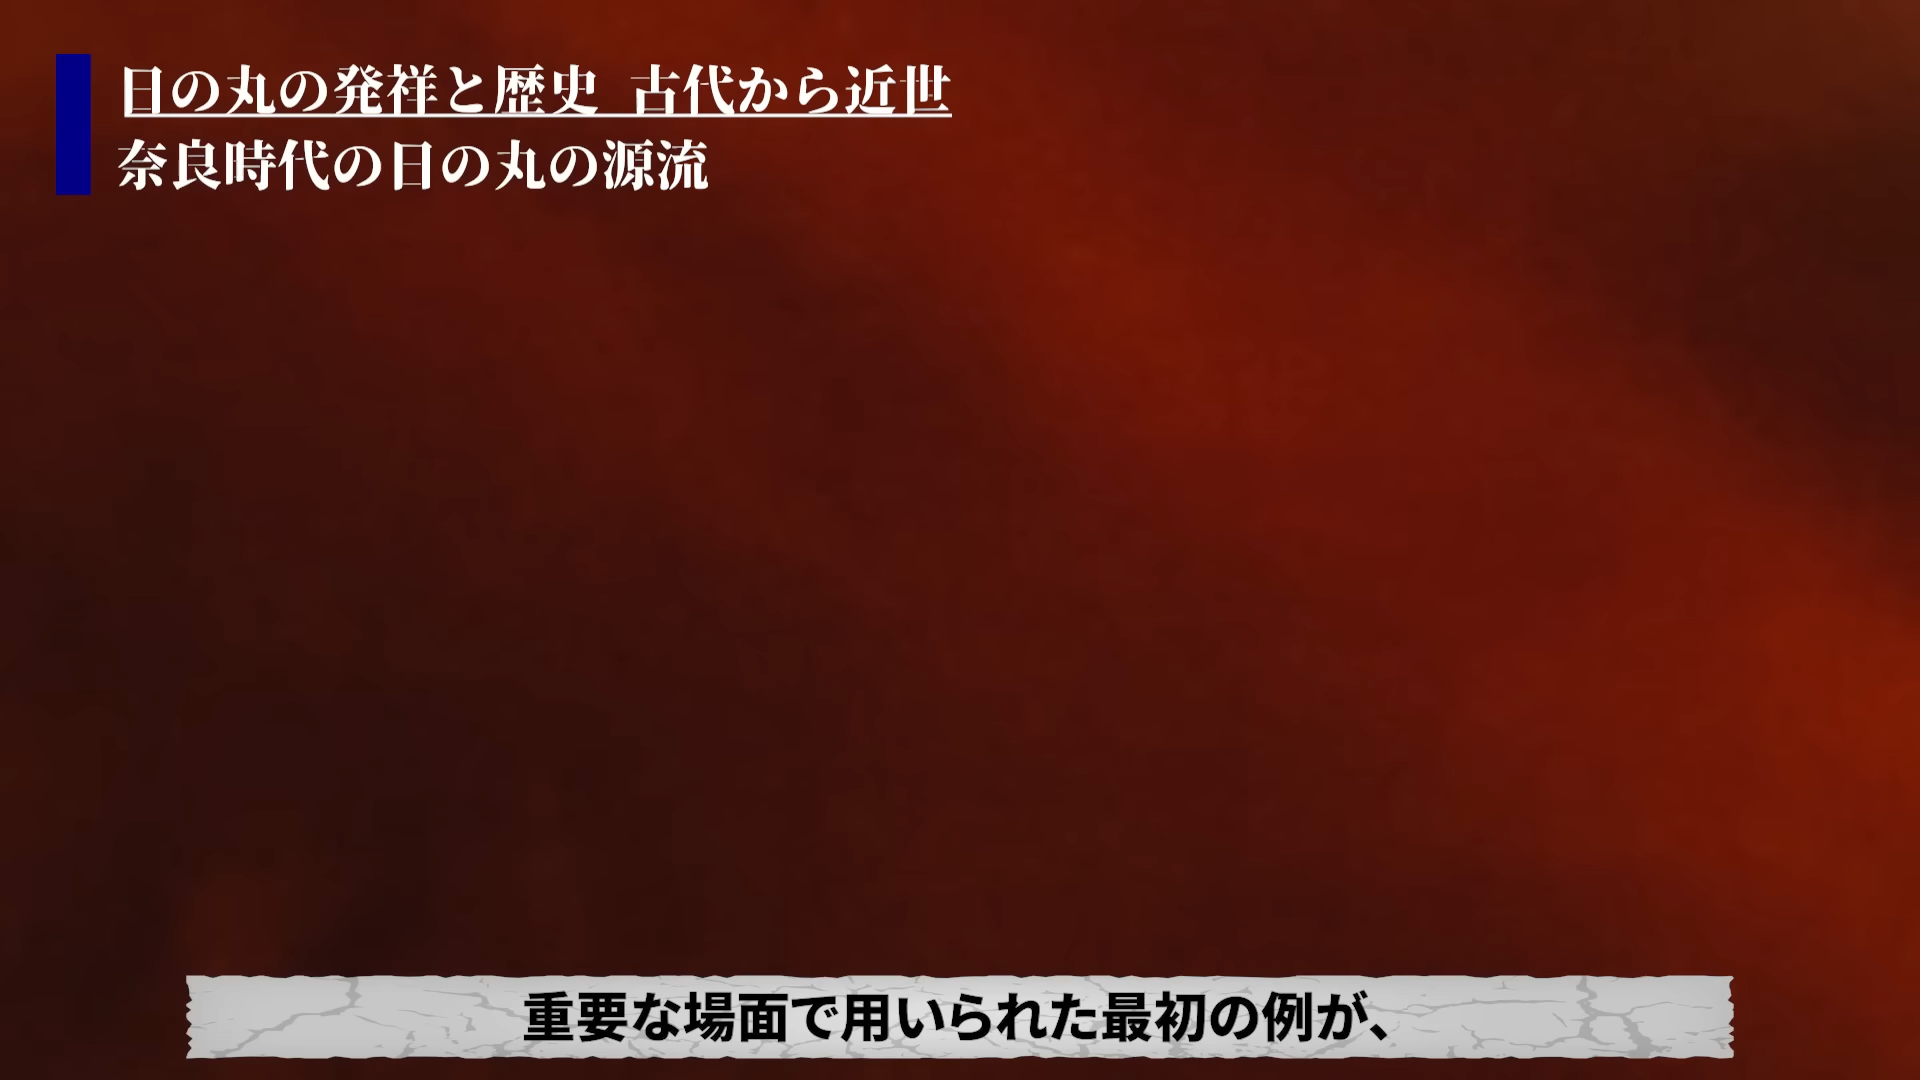 日の丸の発祥と歴史 古代から近世
奈良時代の日の丸の源流
重要な場面で用いられた最初の例が、